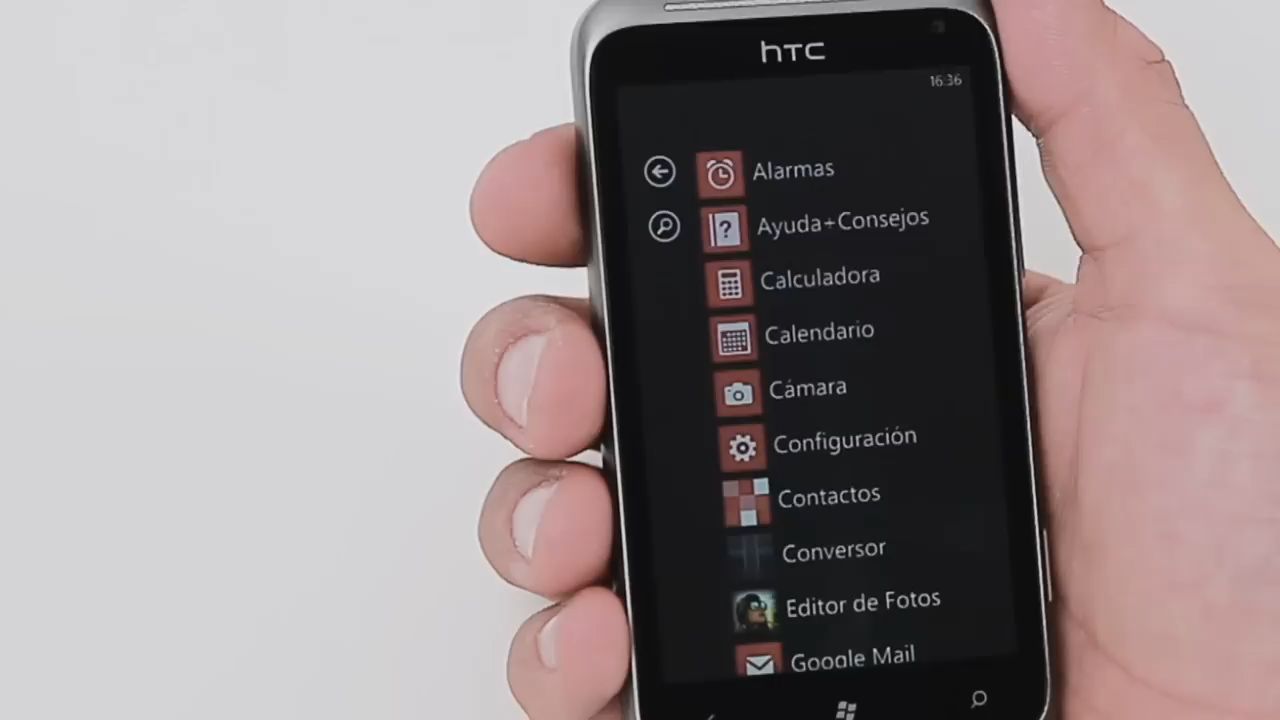 hTC
16:36
Alarmas
Ayuda+Consejos
Calculadora
Calendario
Cámara
Configuración
Contactos
Conversor
Editor de Fotos
Google Mail